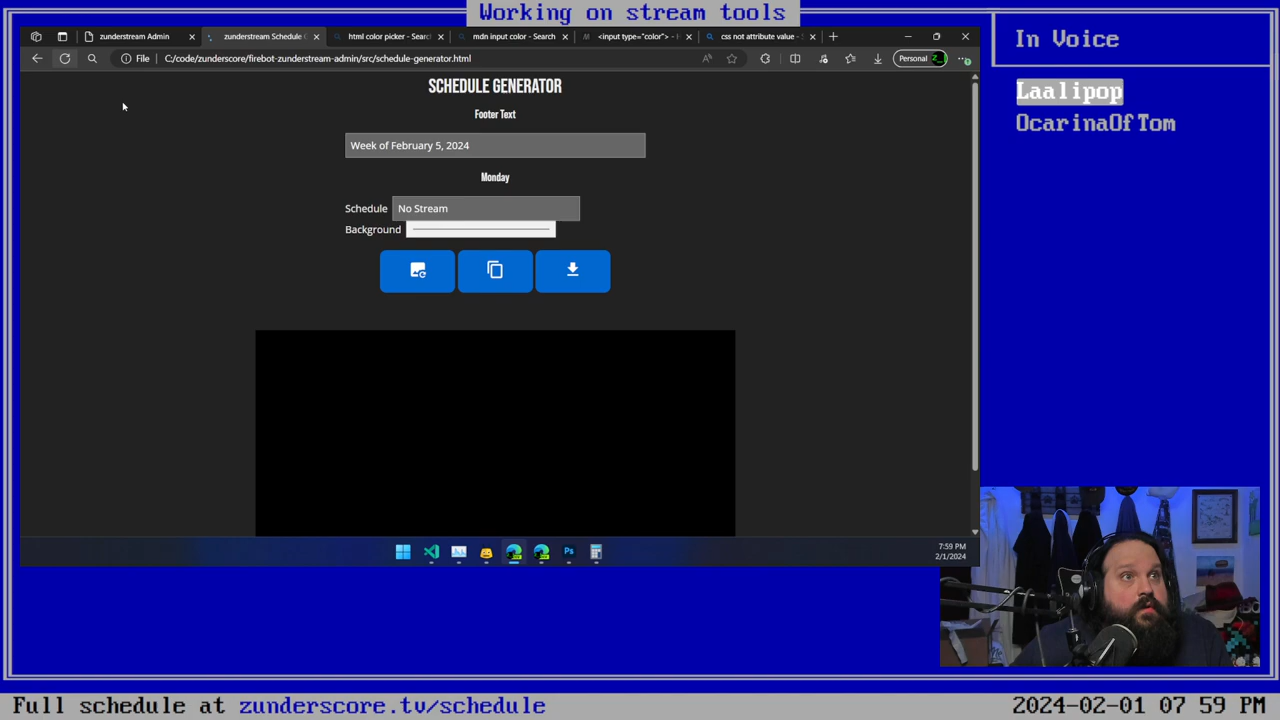 Working on stream tools
zunderstream Admin
zunderstream Schedule G
html color picker - Search
mdn input color - Search
<input type="color"> - H
css not attribute value - S
File
C:/code/zunderscore/firebot-zunderstream-admin/src/schedule-generator.html
Personal
SCHEDULE GENERATOR
Footer Text
Week of February 5, 2024
Monday
Schedule
No Stream
Background
In Voice
Laalipop
OcarinaOfTom
Ps
7:59 PM
2/1/2024
Full schedule at zunderscore.tv/schedule
2024-02-01 07 59 PM